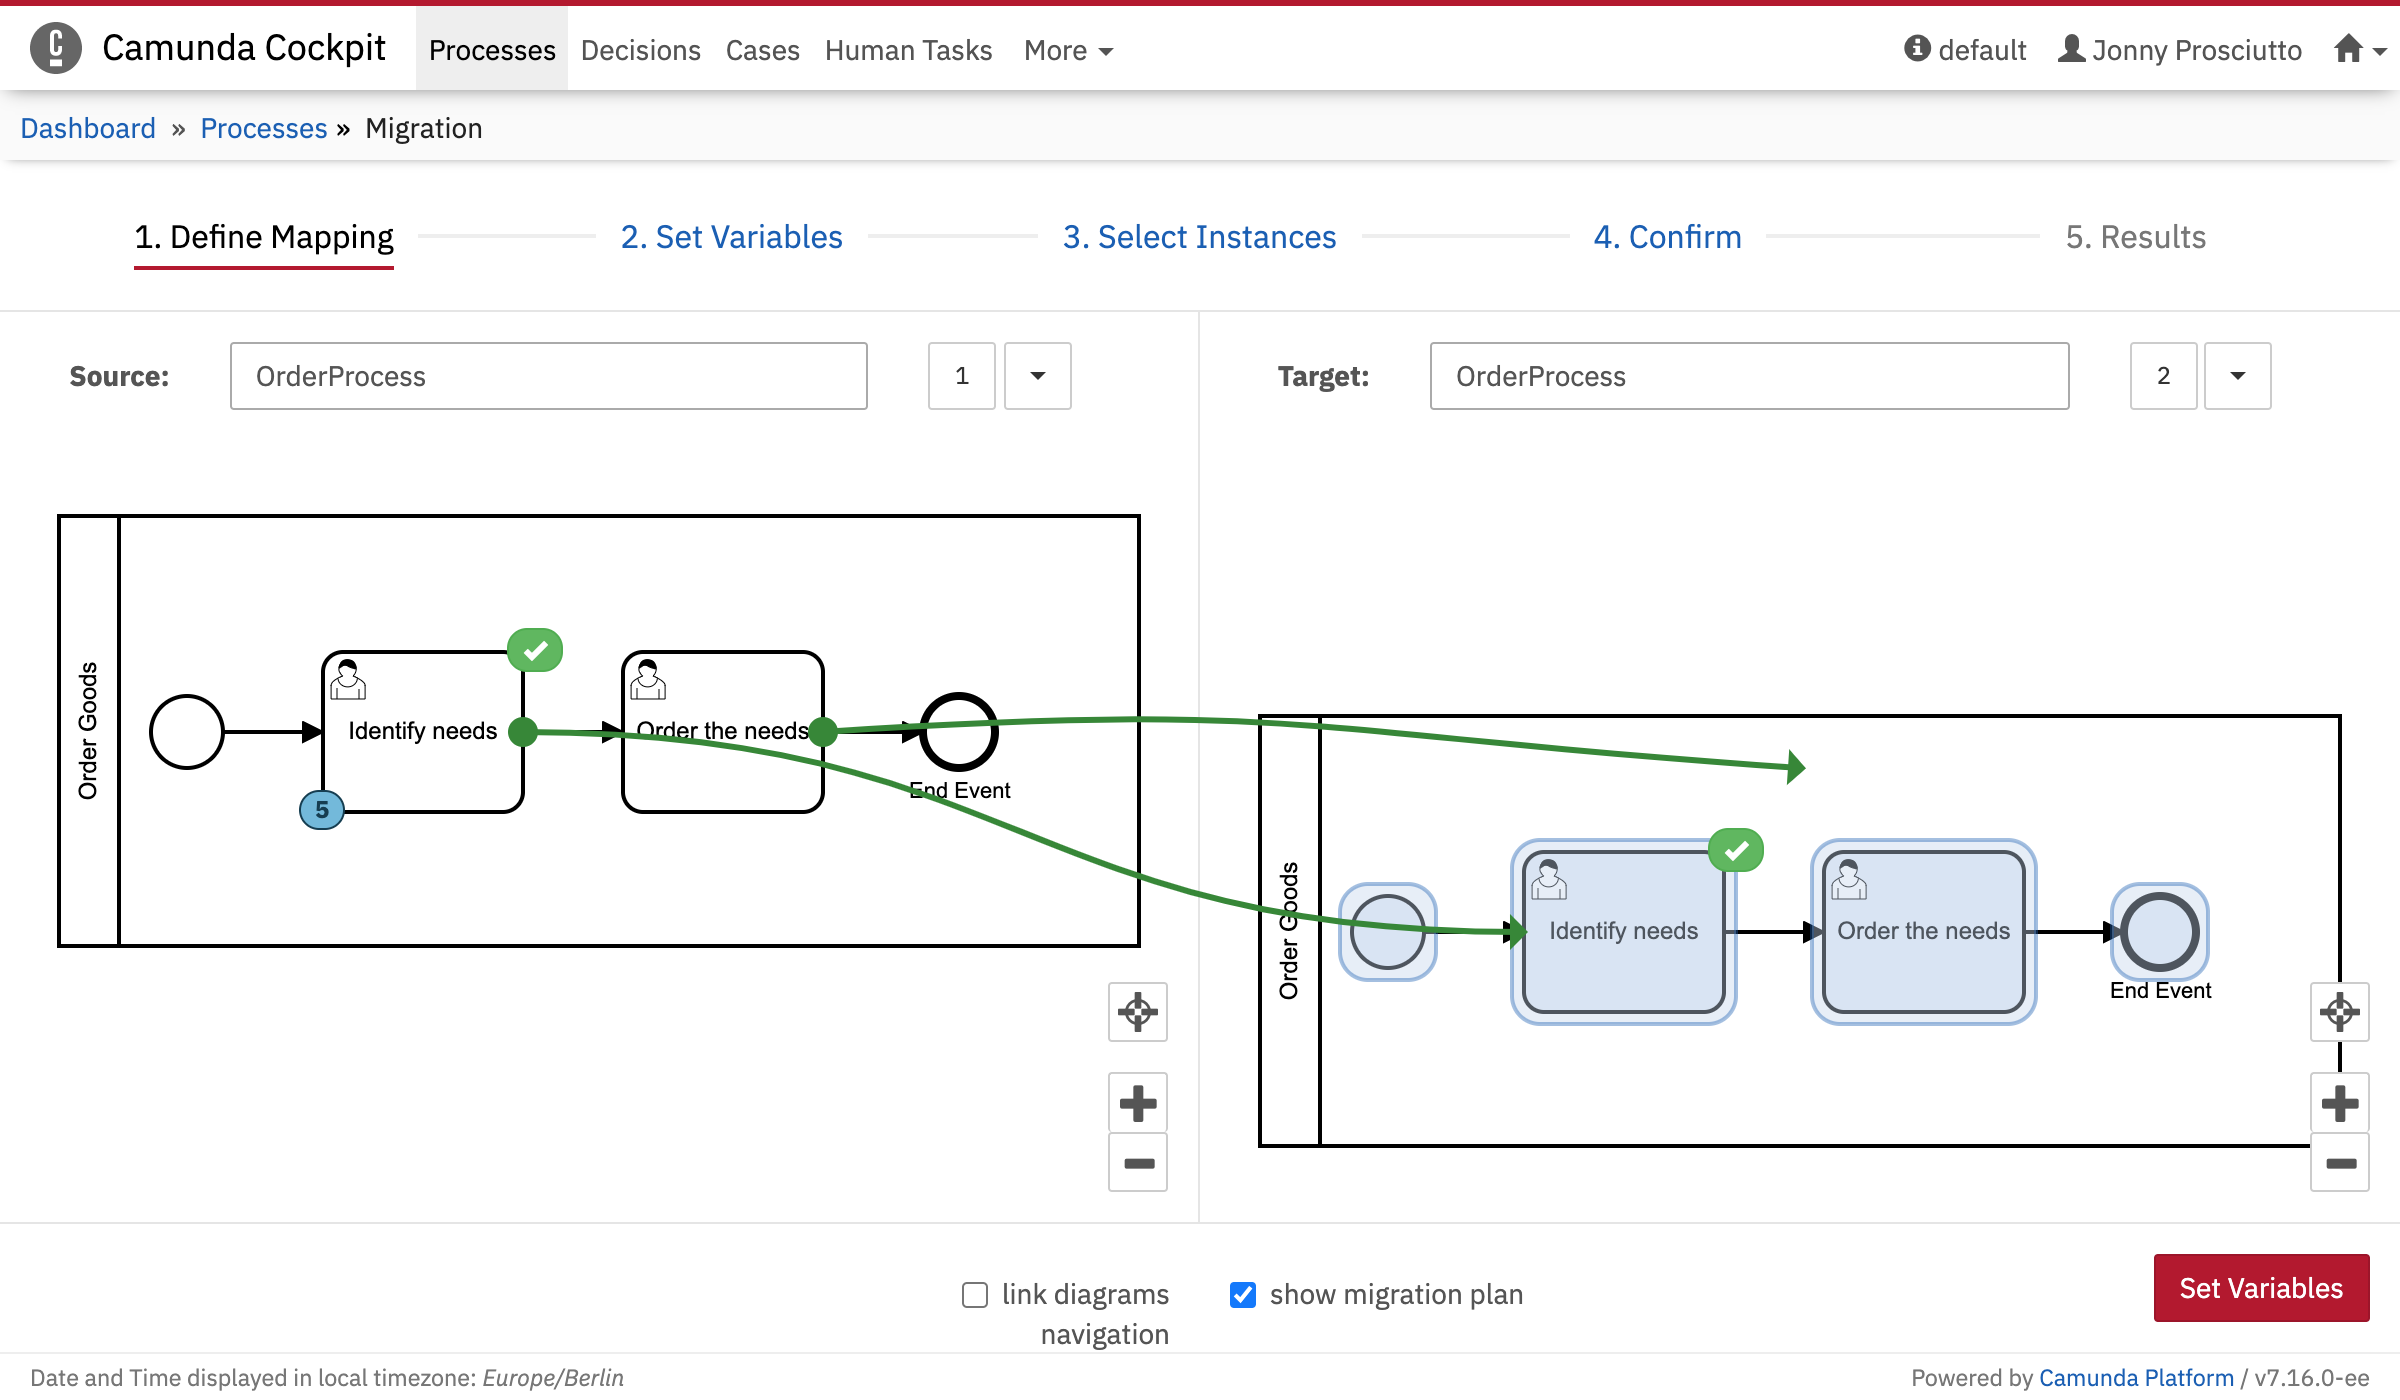 Camunda Cockpit Processes Decisions Cases Human Tasks More default Jonny Prosciutto
Dashboard » Processes » Migration
1. Define Mapping 2. Set Variables 3. Select Instances 4. Confirm 5. Results
Source: OrderProcess 1 Target: OrderProcess 2
Order Goods
Identify needs
5
Order the needs
End Event
Order Goods
Identify needs
Order the needs
End Event
link diagrams
navigation
show migration plan
Set Variables
Date and Time displayed in local timezone: Europe/Berlin
Powered by Camunda Platform / v7.16.0-ee